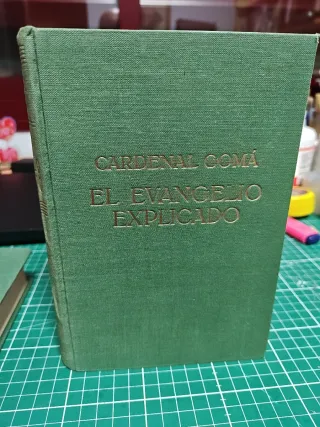 CARDENAL GOMÁ
EL EVANGELIO
EXPLICADO